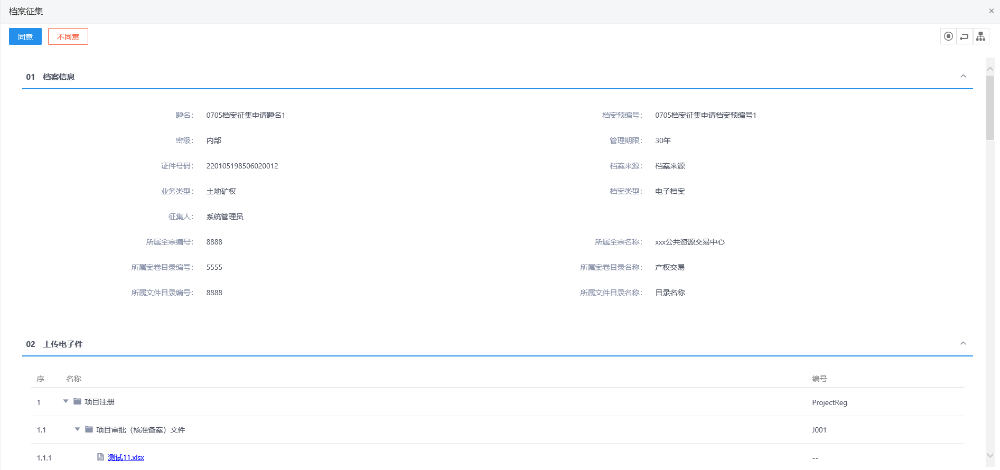 档案征集
同意 不同意
01 档案信息
题名： 0705档案征集申请题名1 档案预编号： 0705档案征集申请档案预编号1
密级： 内部 管理期限： 30年
证件号码： 220105198506020012 档案来源： 档案来源
业务类型： 土地矿权 档案类型： 电子档案
征集人： 系统管理员
所属全宗编号： 8888 所属全宗名称： xxx公共资源交易中心
所属案卷目录编号： 5555 所属案卷目录名称： 产权交易
所属文件目录编号： 8888 所属文件目录名称： 目录名称
02 上传电子件
序 名称 编号
1 项目注册 ProjectReg
1.1 项目审批（核准备案）文件 J001
1.1.1 测试11.xlsx --